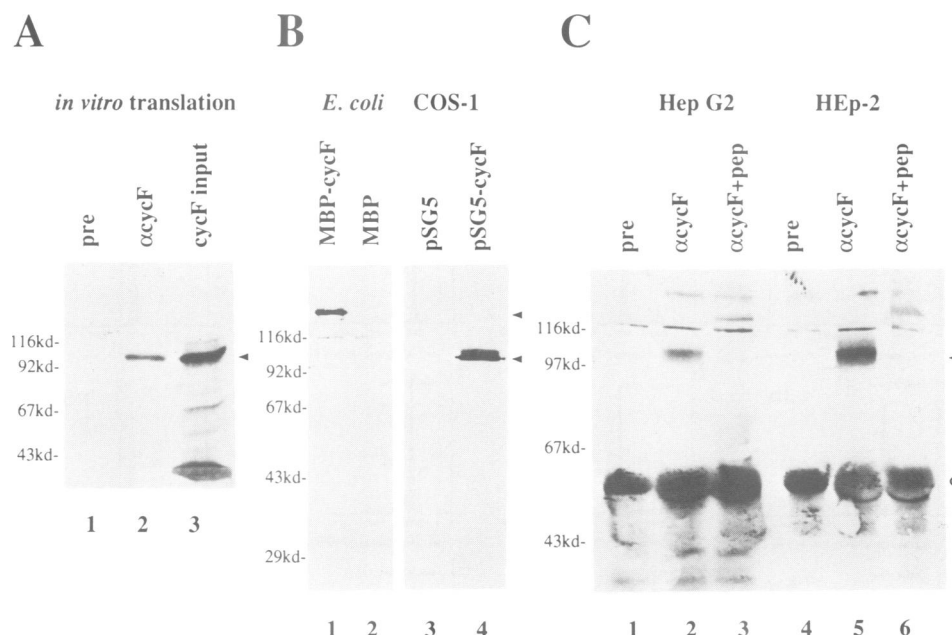 A
B
C
in vitro translation
E. coli
COS-1
Hep G2
HEp-2
pre
αcycF
cycF input
MBP-cycF
MBP
pSG5
pSG5-cycF
pre
αcycF
αcycF+pep
pre
αcycF
αcycF+pep
116kd-
92kd-
67kd-
43kd-
116kd-
92kd-
67kd-
43kd-
29kd-
116kd-
97kd-
67kd-
43kd-
1 2 3
1 2 3 4
1 2 3 4 5 6